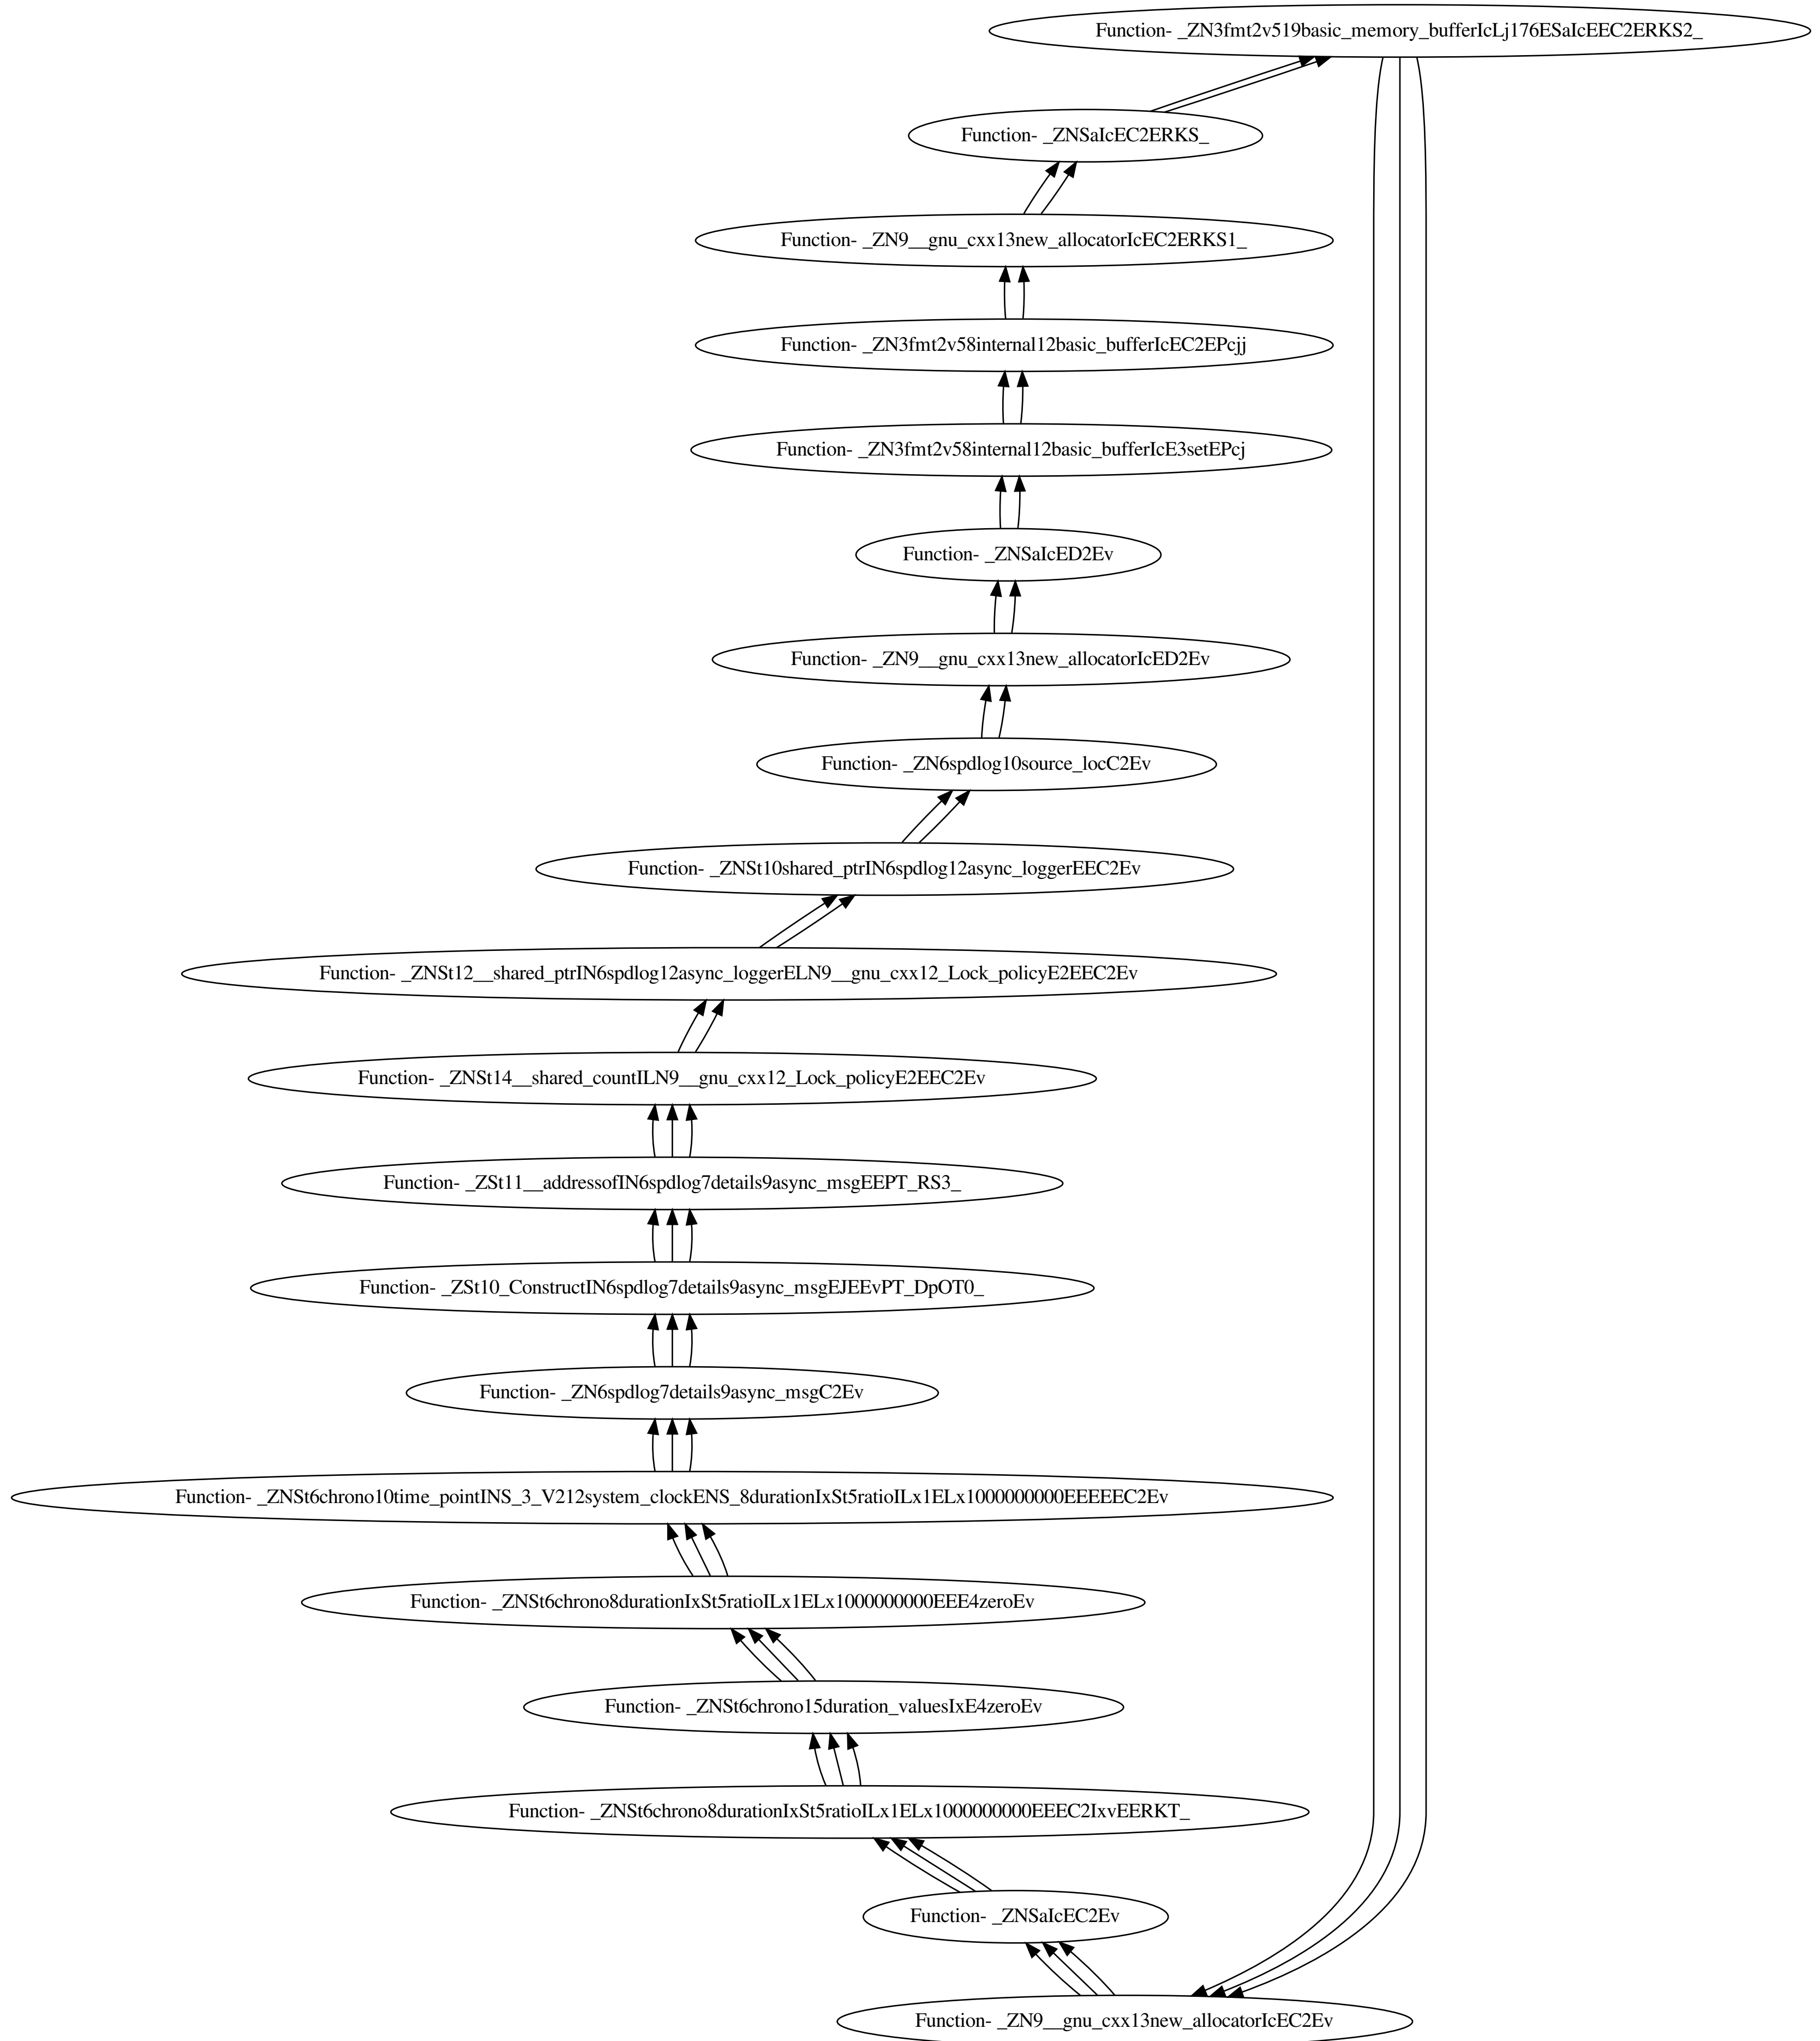 Function- _ZN3fmt2v519basic_memory_bufferIcLj176ESaIcEEC2ERKS2_
Function- _ZNSaIcEC2ERKS_
Function- _ZN9__gnu_cxx13new_allocatorIcEC2ERKS1_
Function- _ZN3fmt2v58internal12basic_bufferIcEC2EPcjj
Function- _ZN3fmt2v58internal12basic_bufferIcE3setEPcj
Function- _ZNSaIcED2Ev
Function- _ZN9__gnu_cxx13new_allocatorIcED2Ev
Function- _ZN6spdlog10source_locC2Ev
Function- _ZNSt10shared_ptrIN6spdlog12async_loggerEEC2Ev
Function- _ZNSt12__shared_ptrIN6spdlog12async_loggerELN9__gnu_cxx12_Lock_policyE2EEC2Ev
Function- _ZNSt14__shared_countILN9__gnu_cxx12_Lock_policyE2EEC2Ev
Function- _ZSt11__addressofIN6spdlog7details9async_msgEEPT_RS3_
Function- _ZSt10_ConstructIN6spdlog7details9async_msgEJEEvPT_DpOT0_
Function- _ZN6spdlog7details9async_msgC2Ev
Function- _ZNSt6chrono10time_pointINS_3_V212system_clockENS_8durationIxSt5ratioILx1ELx1000000000EEEEEC2Ev
Function- _ZNSt6chrono8durationIxSt5ratioILx1ELx1000000000EEE4zeroEv
Function- _ZNSt6chrono15duration_valuesIxE4zeroEv
Function- _ZNSt6chrono8durationIxSt5ratioILx1ELx1000000000EEEC2IxvEERKT_
Function- _ZNSaIcEC2Ev
Function- _ZN9__gnu_cxx13new_allocatorIcEC2Ev